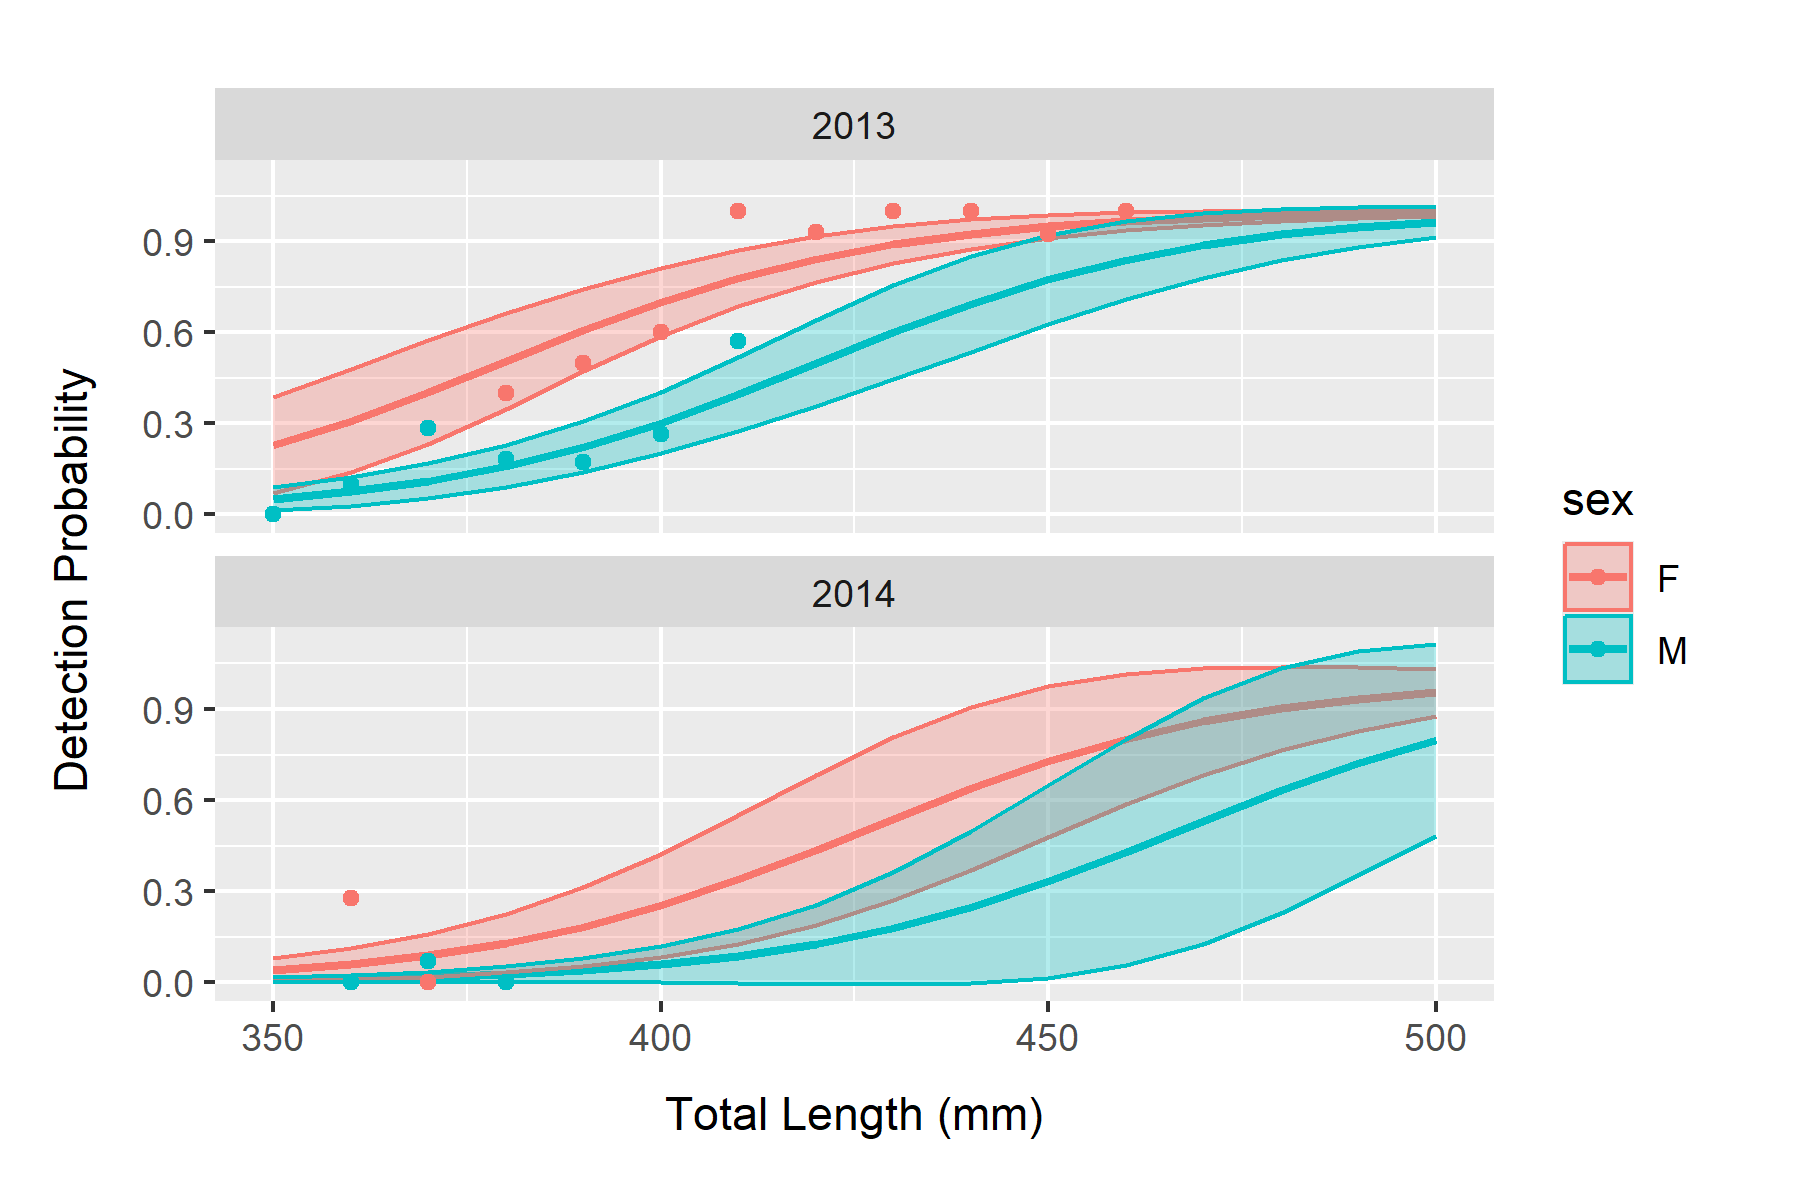 2013
0.9
0.6
0.3
0.0
2014
0.9
0.6
0.3
0.0
350 400 450 500
Total Length (mm)
Detection Probability
sex
F
M